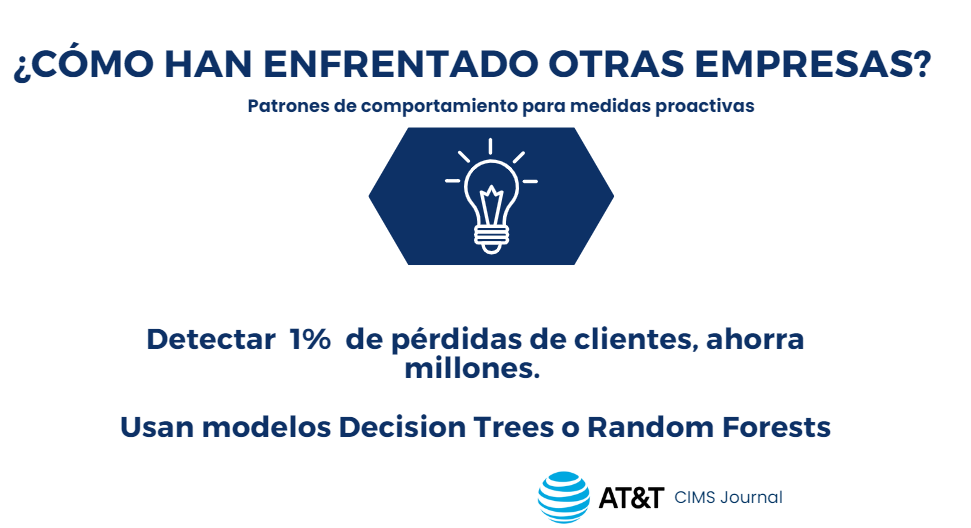 ¿CÓMO HAN ENFRENTADO OTRAS EMPRESAS?
Patrones de comportamiento para medidas proactivas
Detectar 1% de pérdidas de clientes, ahorra
millones.
Usan modelos Decision Trees o Random Forests
AT&T CIMS Journal